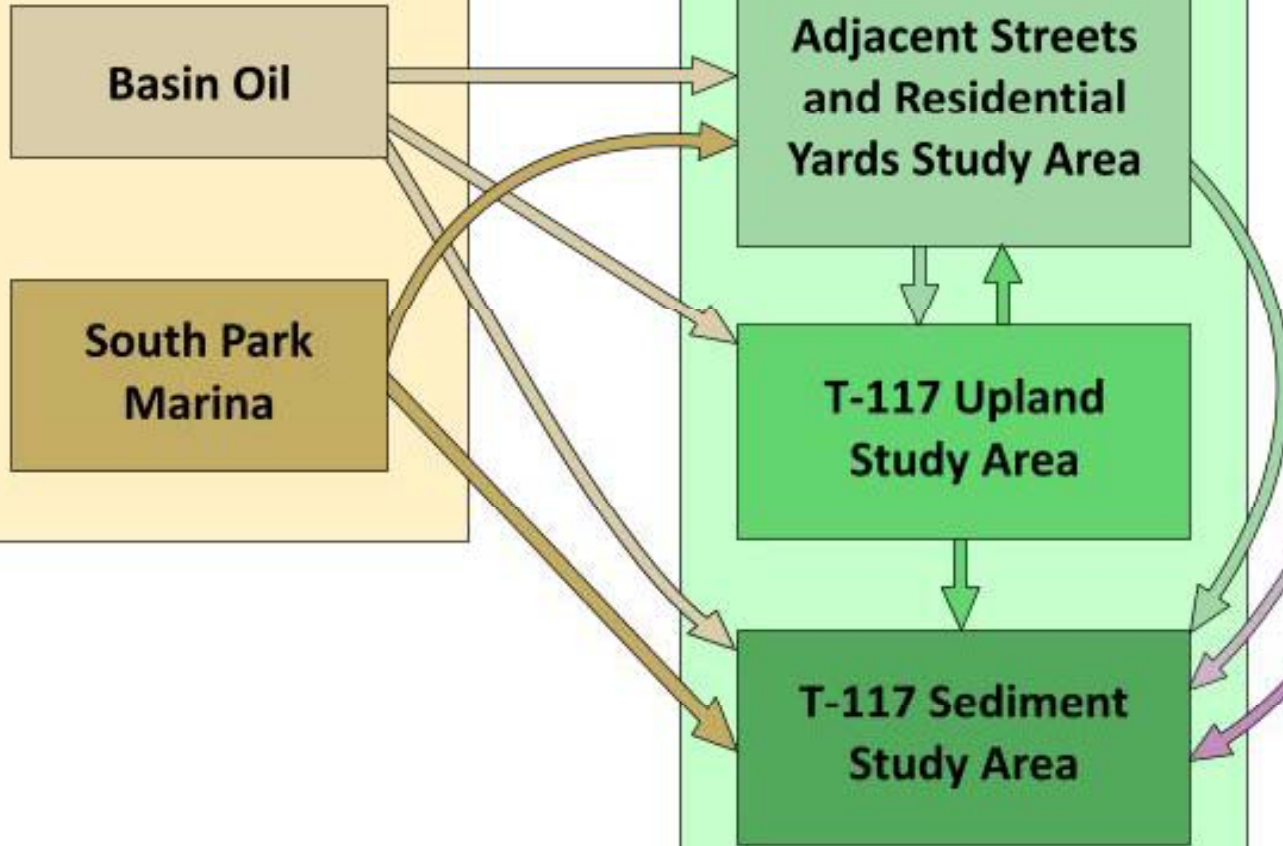 Basin Oil
South Park
Marina
Adjacent Streets
and Residential
Yards Study Area
T-117 Upland
Study Area
T-117 Sediment
Study Area